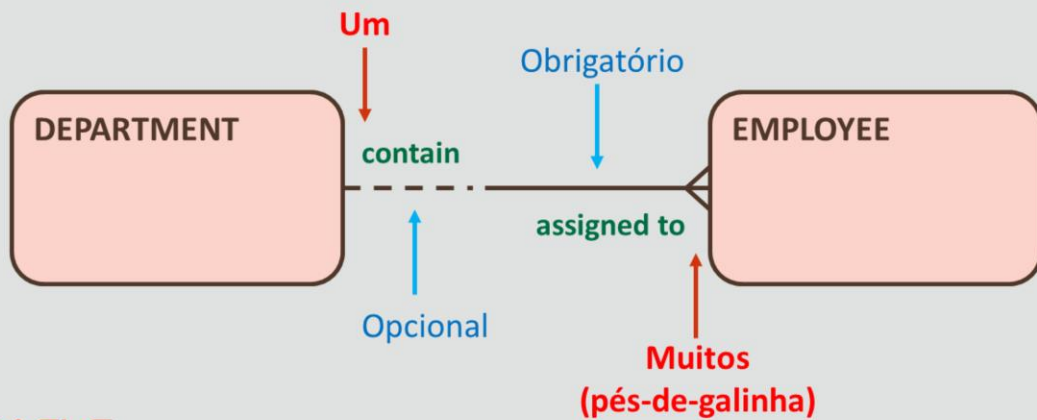 Um
Obrigatório
DEPARTMENT
EMPLOYEE
contain
assigned to
Opcional
Muitos
(pés-de-galinha)